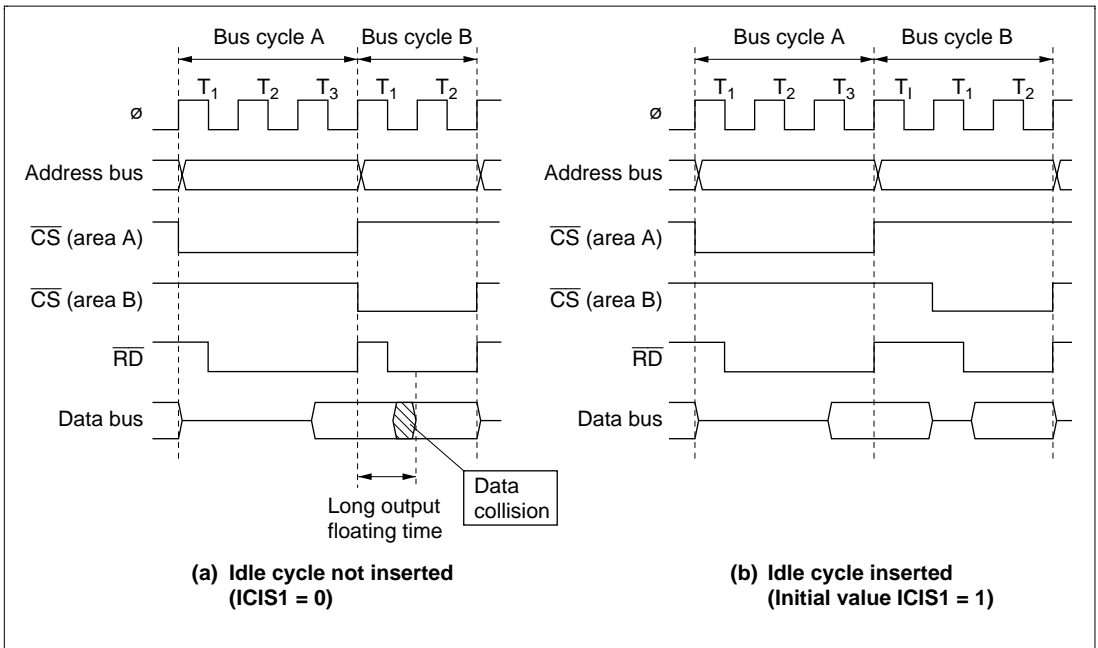 Bus cycle A
Bus cycle B
T1
T2
T3
T1
T2
ø
Address bus
CS (area A)
CS (area B)
RD
Data bus
Long output
floating time
Data
collision
(a) Idle cycle not inserted
(ICIS1 = 0)
Bus cycle A
Bus cycle B
T1
T2
T3
TI
T1
T2
ø
Address bus
CS (area A)
CS (area B)
RD
Data bus
(b) Idle cycle inserted
(Initial value ICIS1 = 1)